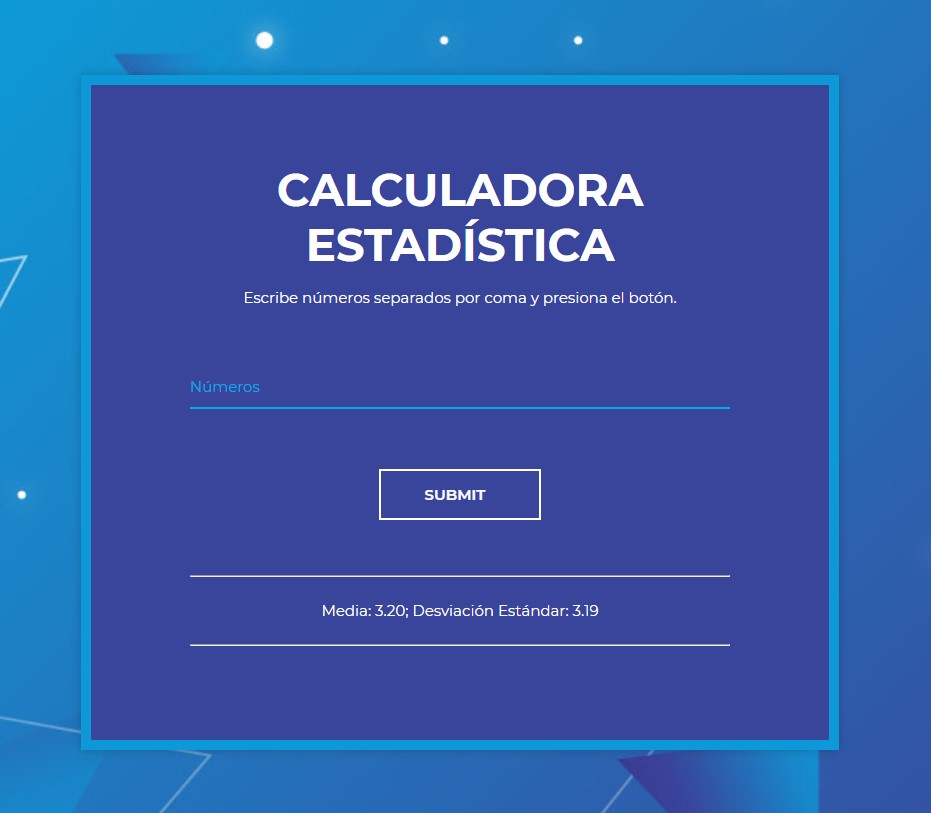 CALCULADORA
ESTADÍSTICA
Escribe números separados por coma y presiona el botón.
Números
SUBMIT
Media: 3.20; Desviación Estándar: 3.19